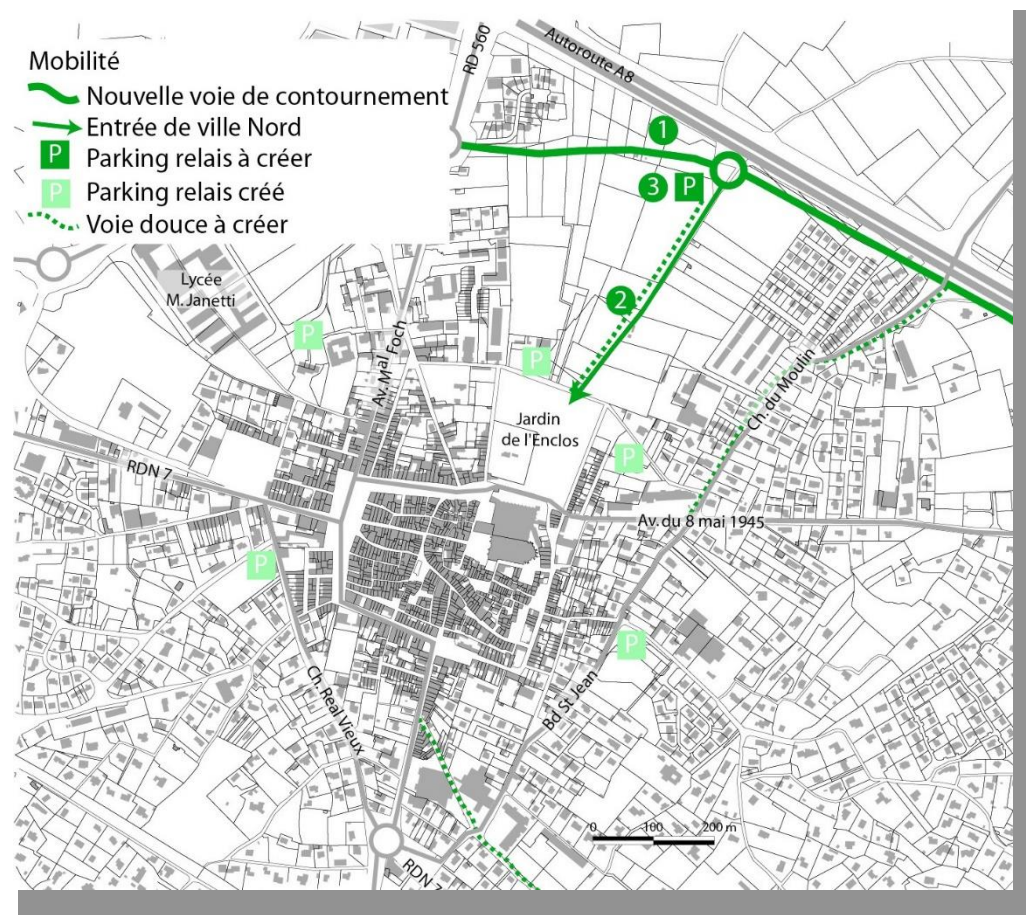 Mobilité
Nouvelle voie de contournement
Entrée de ville Nord
P Parking relais à créer
P Parking relais créé
Voie douce à créer
RD 560
Autoroute A8
1
3 P
2
Lycée
M. Janetti
P
Av. Mal Foch
P
Jardin
de l'Enclos
Ch. du Moulin
P
RDN 7
Av. du 8 mai 1945
P
P
Ch. Real Vieux
Bd St Jean
0 100 200 m
RDN 7